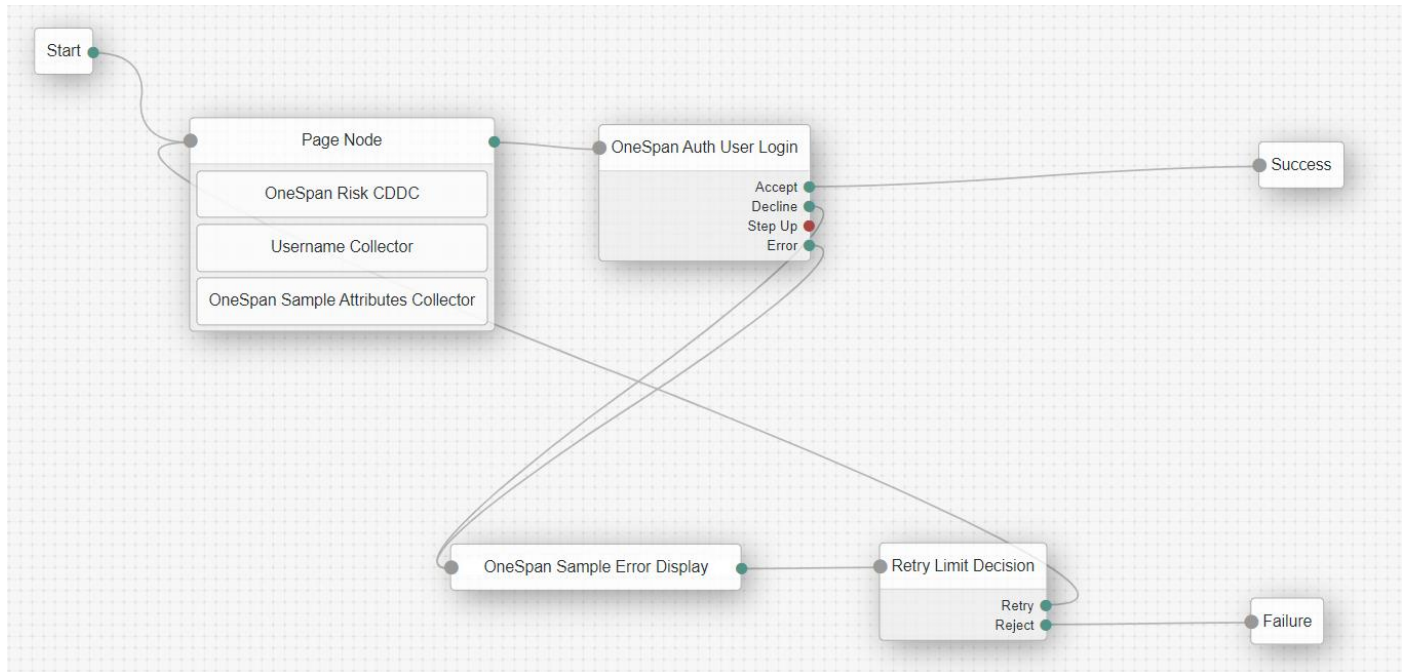 Start
Page Node
OneSpan Risk CDDC
Username Collector
OneSpan Sample Attributes Collector
OneSpan Auth User Login
Accept
Decline
Step Up
Error
Success
OneSpan Sample Error Display
Retry Limit Decision
Retry
Reject
Failure